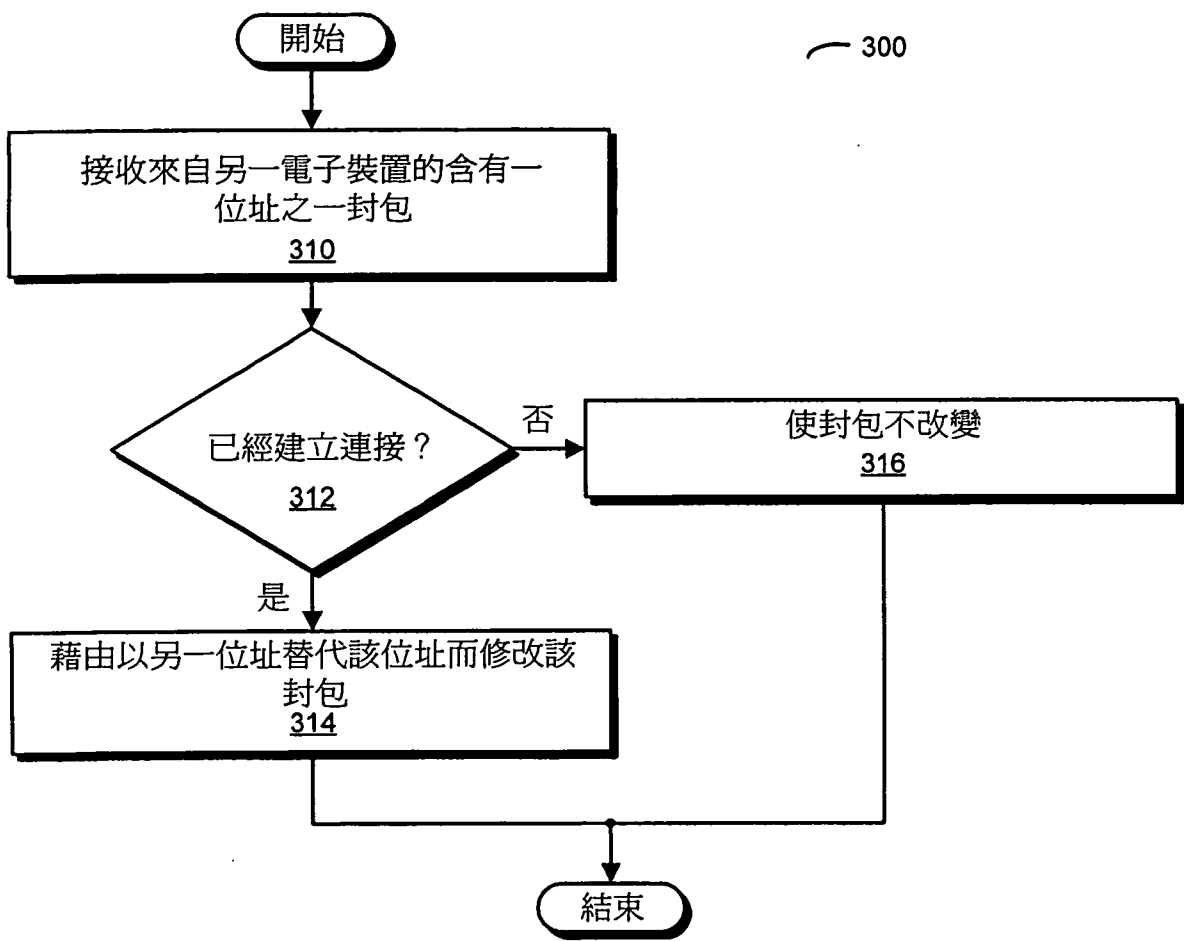 開始
300
接收來自另一電子裝置的含有一
位址之一封包
310
已經建立連接？
312
否
使封包不改變
316
是
藉由以另一位址替代該位址而修改該
封包
314
結束